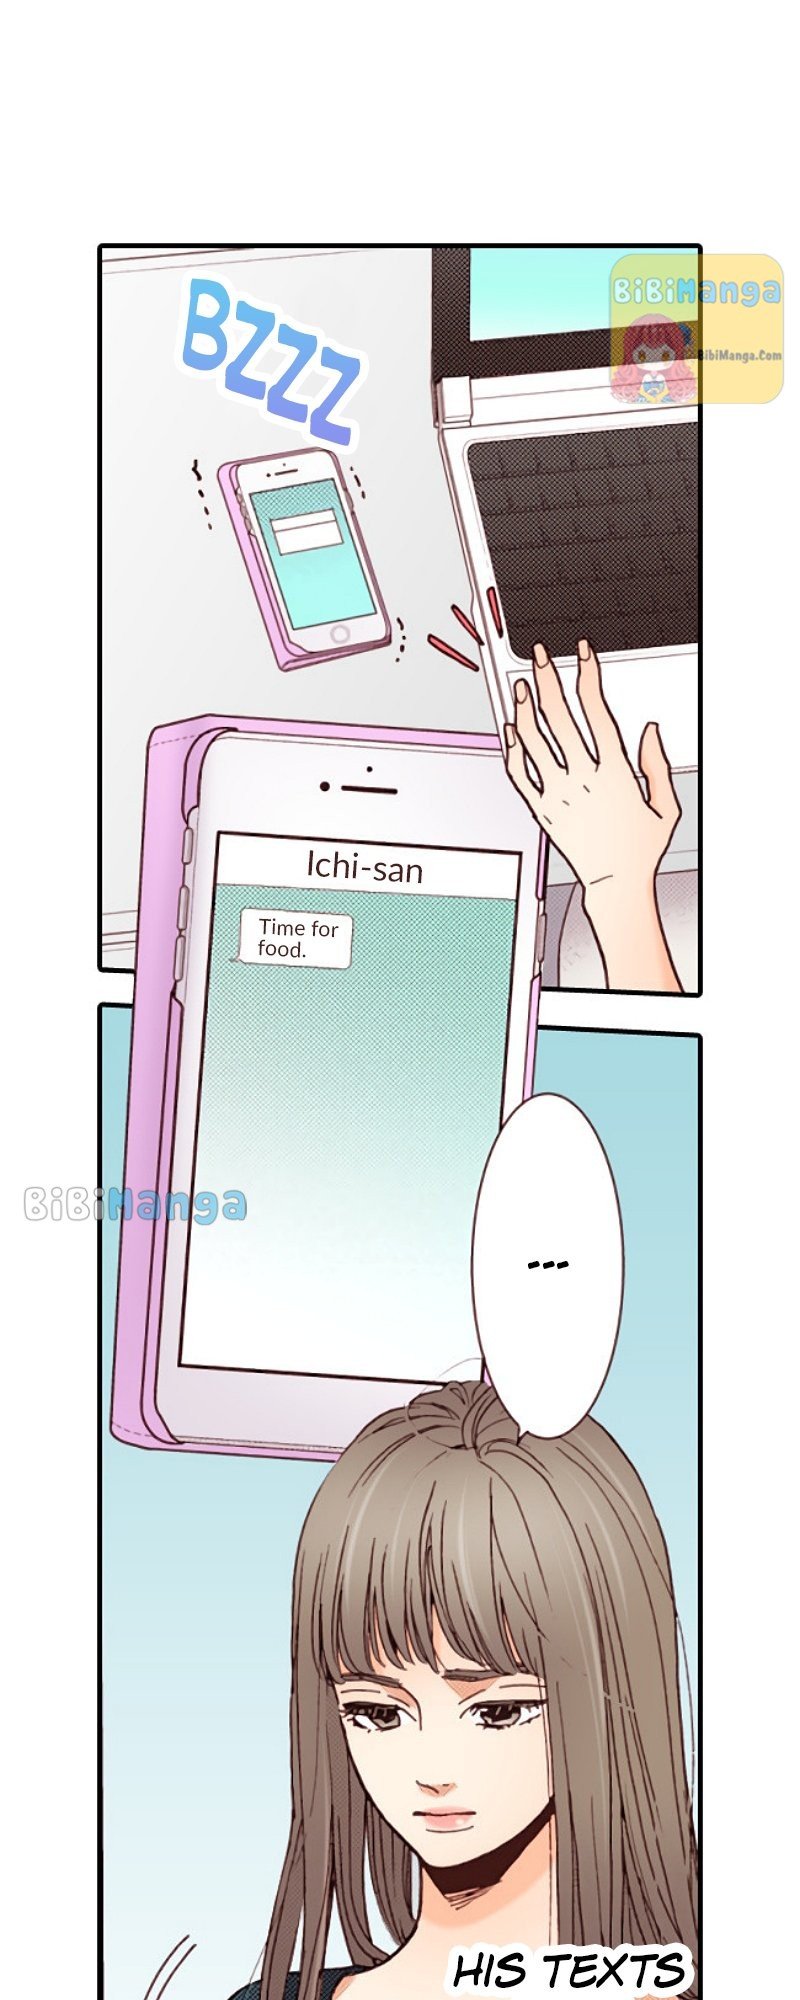 BZZZ
BiBiManga
BibiManga.Com
Ichi-san
Time for
food.
BiBiManga
...
HIS TEXTS